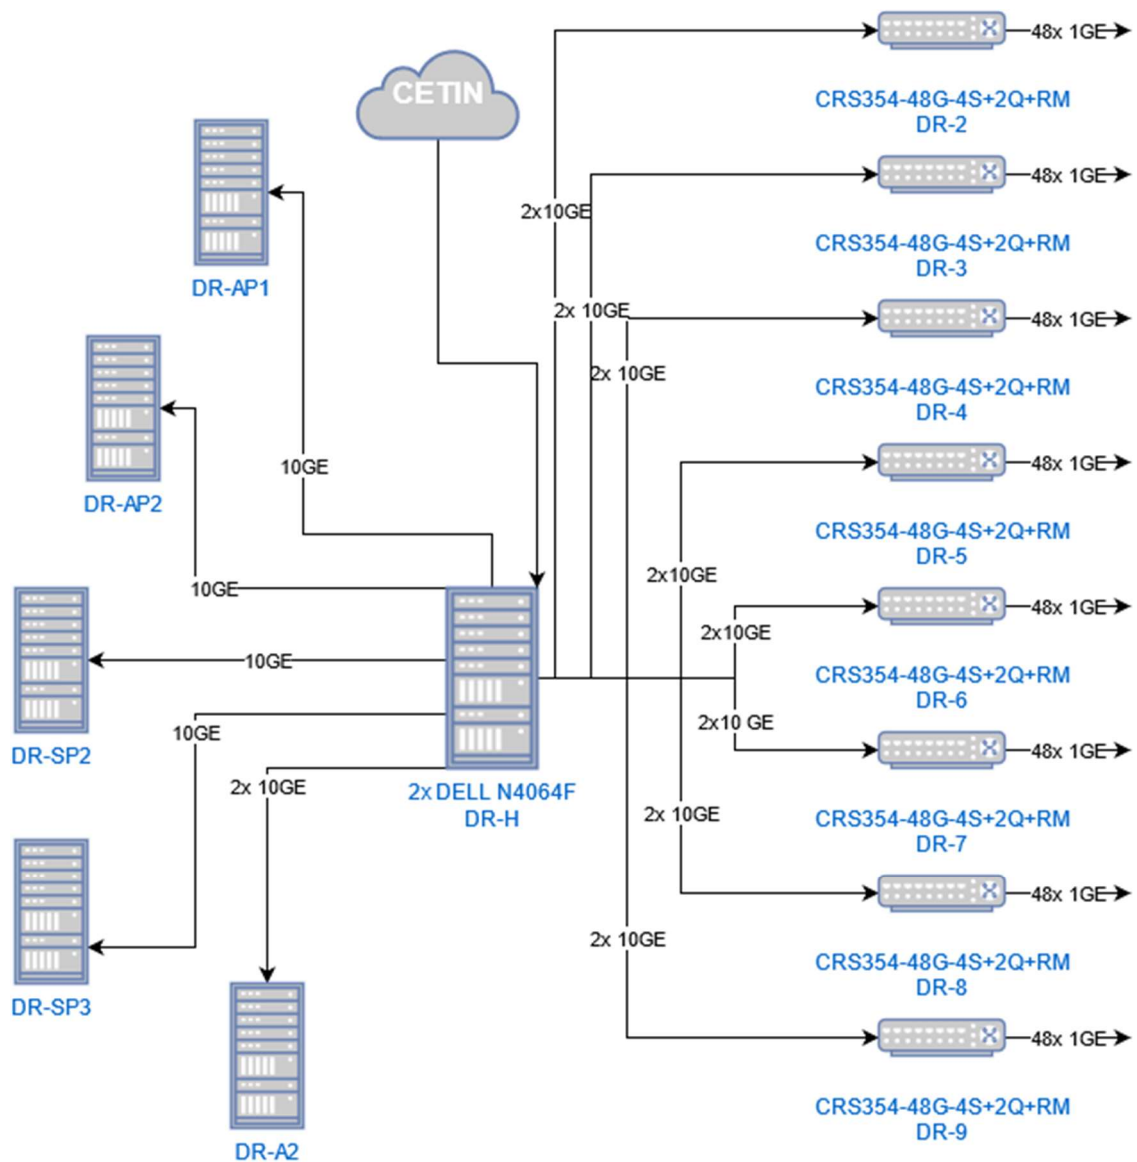 48x 1GE
CRS354-48G-4S+2Q+RM
DR-2
CETIN
48x 1GE
2x10GE
CRS354-48G-4S+2Q+RM
DR-3
DR-AP1
2x 10GE
48x 1GE
2x 10GE
CRS354-48G-4S+2Q+RM
DR-4
10GE
48x 1GE
DR-AP2
CRS354-48G-4S+2Q+RM
DR-5
2x10GE
10GE
48x 1GE
2x10GE
10GE
CRS354-48G-4S+2Q+RM
DR-6
2x10 GE
10GE
DR-SP2
48x 1GE
2x 10GE
2x DELL N4064F
DR-H
2x 10GE
CRS354-48G-4S+2Q+RM
DR-7
48x 1GE
2x 10GE
CRS354-48G-4S+2Q+RM
DR-8
DR-SP3
48x 1GE
CRS354-48G-4S+2Q+RM
DR-9
DR-A2